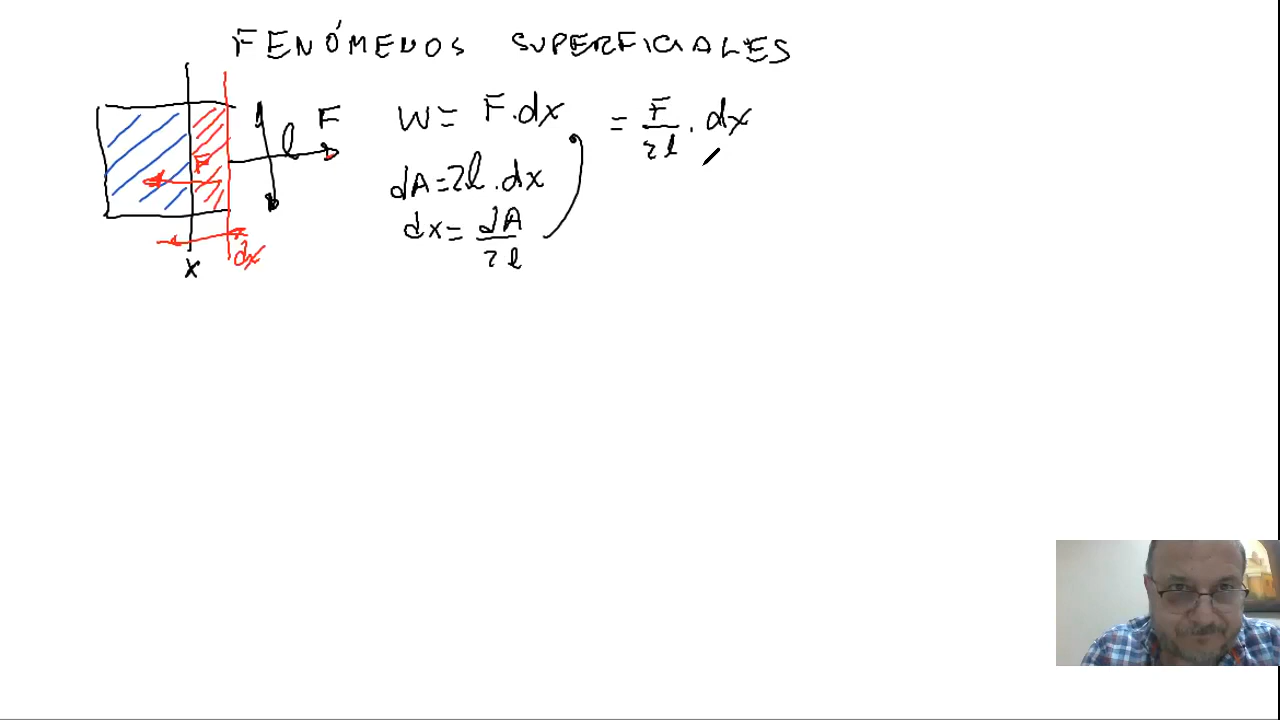 FENÓMENOS SUPERFICIALES
F
l
F
x
dx
W = F.dx = F/2l . dx
dA = 2l . dx
dx = dA/2l